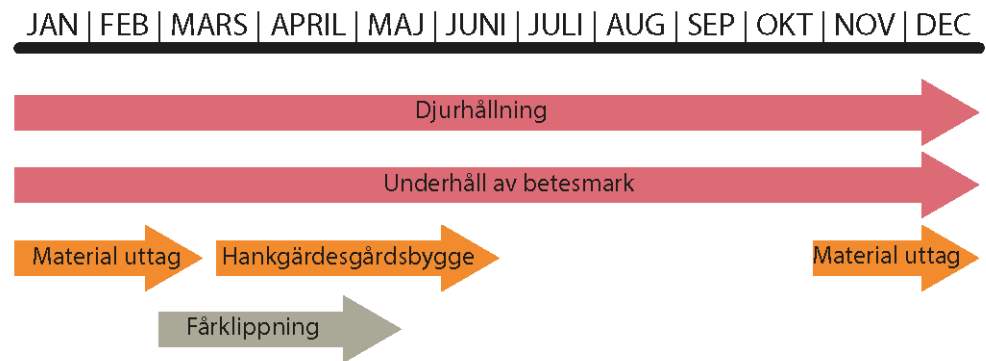 JAN | FEB | MARS | APRIL | MAJ | JUNI | JULI | AUG | SEP | OKT | NOV | DEC
Djurhållning
Underhåll av betesmark
Material uttag Hankgärdesgårdsbygge Material uttag
Fårklippning